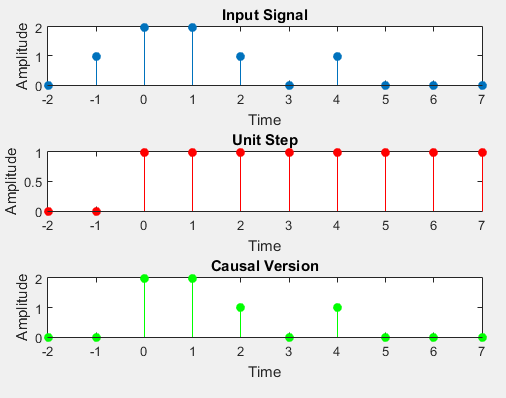 Input Signal
2
1
0
Amplitude
-2 -1 0 1 2 3 4 5 6 7
Time
Unit Step
1
0.5
0
Amplitude
-2 -1 0 1 2 3 4 5 6 7
Time
Causal Version
2
1
0
Amplitude
-2 -1 0 1 2 3 4 5 6 7
Time